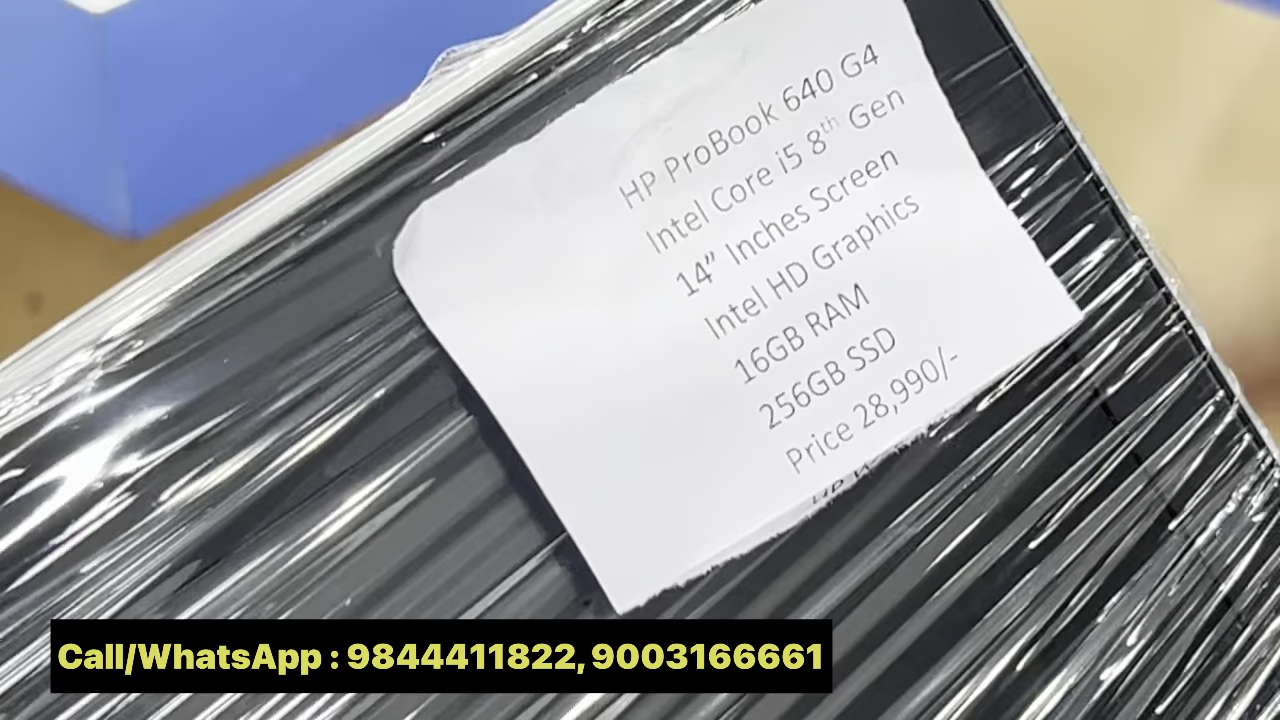 HP ProBook 640 G4
Intel Core i5 8th Gen
14” Inches Screen
Intel HD Graphics
16GB RAM
256GB SSD
Price 28,990/-
Call/WhatsApp : 9844411822, 9003166661